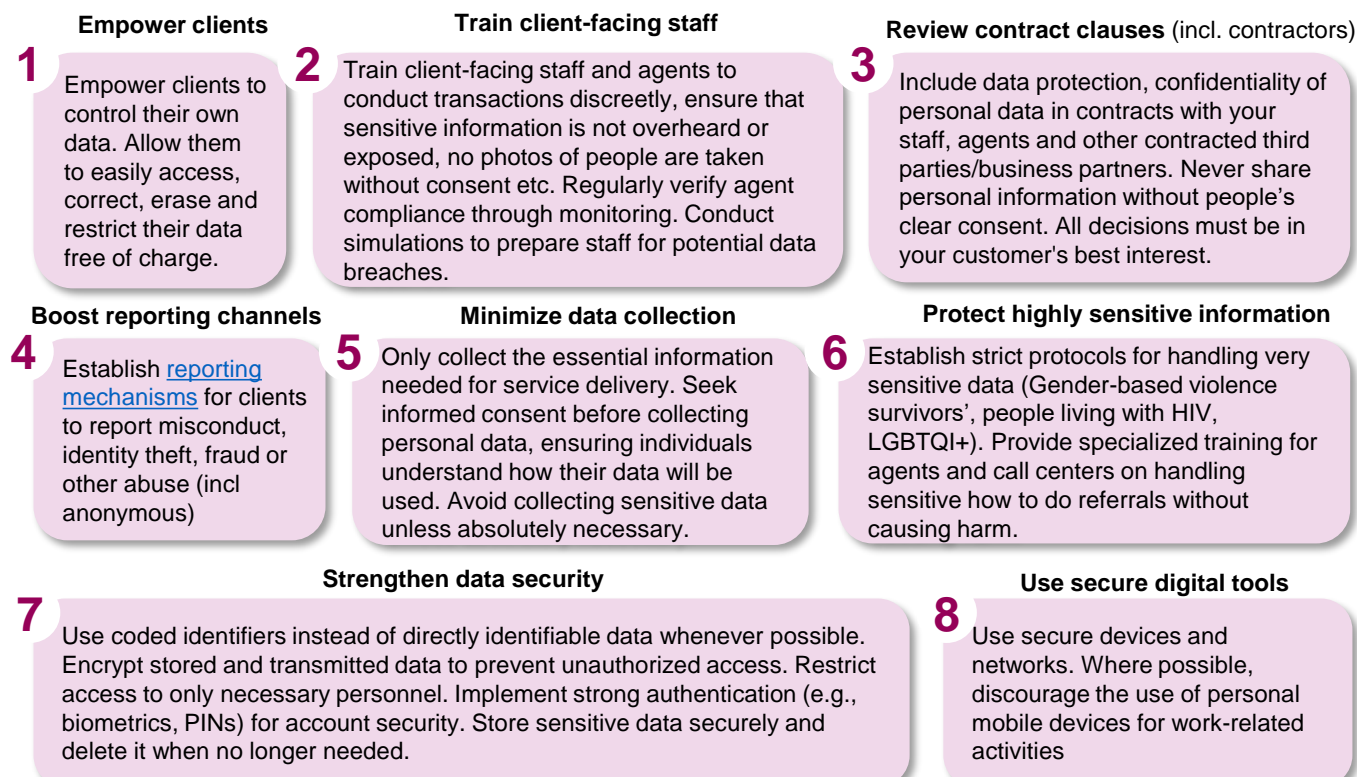 Empower clients
1
Empower clients to
control their own
data. Allow them
to easily access,
correct, erase and
restrict their data
free of charge.
Train client-facing staff
2
Train client-facing staff and agents to
conduct transactions discreetly, ensure that
sensitive information is not overheard or
exposed, no photos of people are taken
without consent etc. Regularly verify agent
compliance through monitoring. Conduct
simulations to prepare staff for potential data
breaches.
Review contract clauses (incl. contractors)
3
Include data protection, confidentiality of
personal data in contracts with your
staff, agents and other contracted third
parties/business partners. Never share
personal information without people's
clear consent. All decisions must be in
your customer's best interest.
Boost reporting channels
4
Establish reporting
mechanisms for clients
to report misconduct,
identity theft, fraud or
other abuse (incl
anonymous)
Minimize data collection
5
Only collect the essential information
needed for service delivery. Seek
informed consent before collecting
personal data, ensuring individuals
understand how their data will be
used. Avoid collecting sensitive data
unless absolutely necessary.
Protect highly sensitive information
6
Establish strict protocols for handling very
sensitive data (Gender-based violence
survivors', people living with HIV,
LGBTQI+). Provide specialized training for
agents and call centers on handling
sensitive how to do referrals without
causing harm.
Strengthen data security
7
Use coded identifiers instead of directly identifiable data whenever possible.
Encrypt stored and transmitted data to prevent unauthorized access. Restrict
access to only necessary personnel. Implement strong authentication (e.g.,
biometrics, PINs) for account security. Store sensitive data securely and
delete it when no longer needed.
Use secure digital tools
8
Use secure devices and
networks. Where possible,
discourage the use of personal
mobile devices for work-related
activities